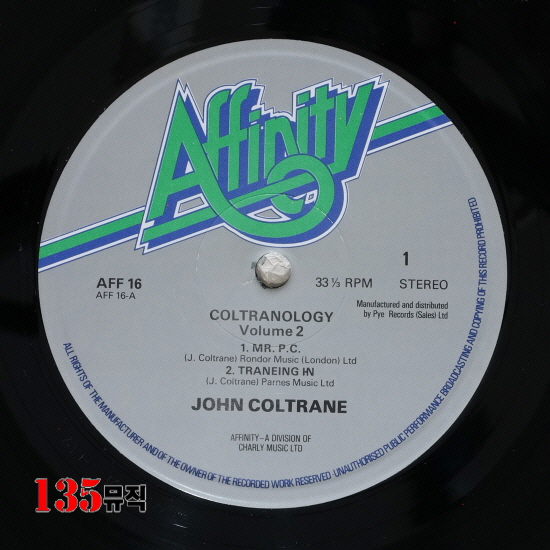 Affinity
AFF 16
AFF 16-A
33⅓ RPM
1
STEREO
Manufactured and distributed
by Pye Records (Sales) Ltd
COLTRANOLOGY
Volume 2
1. MR. P.C.
(J. Coltrane) Rondor Music (London) Ltd
2. TRANEING IN
(J. Coltrane) Parnes Music Ltd
JOHN COLTRANE
AFFINITY—A DIVISION OF
CHARLY MUSIC LTD
ALL RIGHTS OF THE MANUFACTURER AND OF THE OWNER OF THE RECORDED WORK RESERVED · UNAUTHORISED PUBLIC PERFORMANCE BROADCASTING AND COPYING OF THIS RECORD PROHIBITED
135뮤직